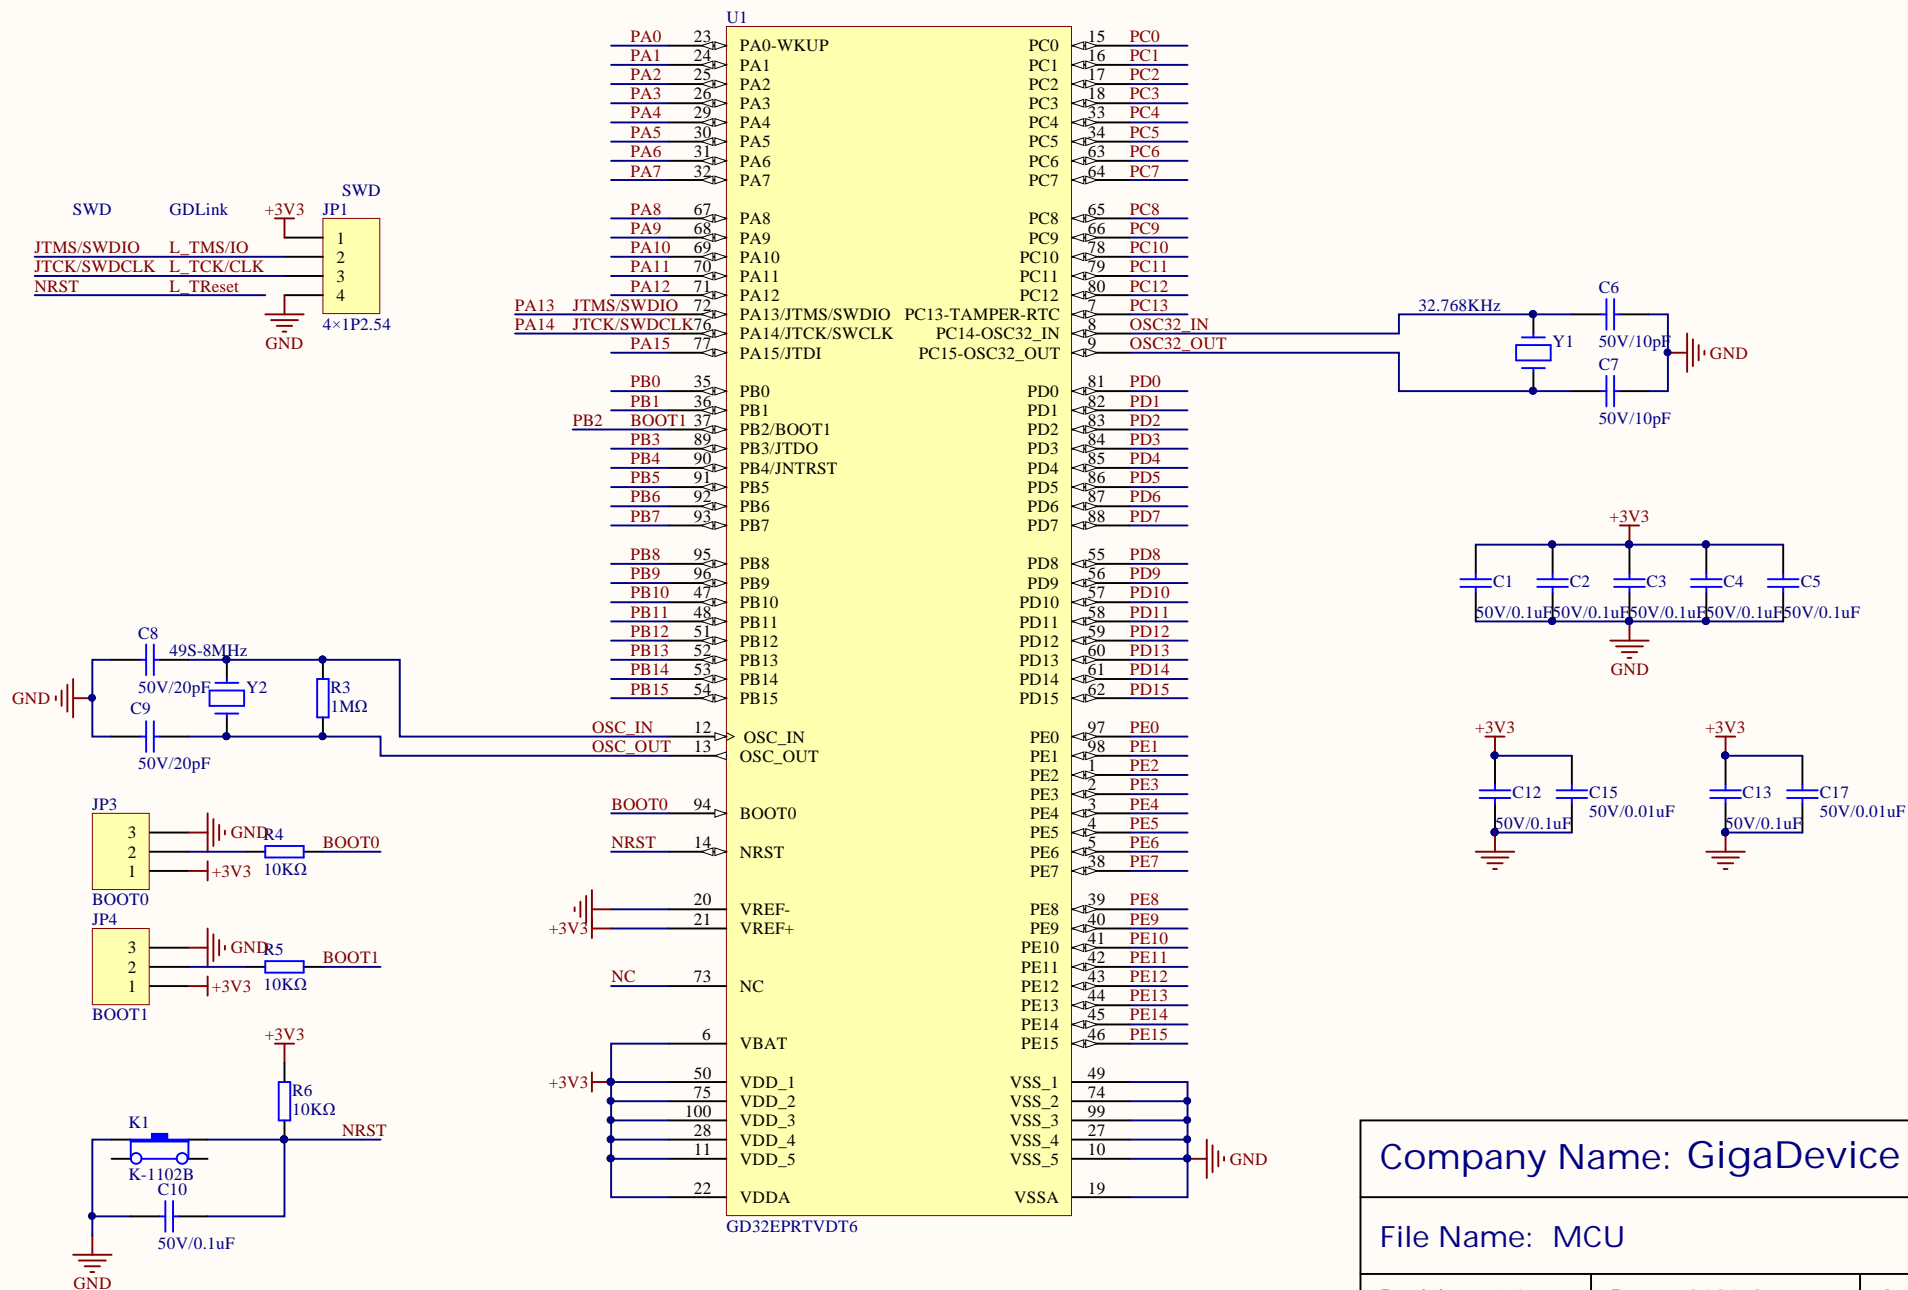 U1
PA0 23 PA0-WKUP PC0 15 PC0
PA1 24 PA1 PC1 16 PC1
PA2 25 PA2 PC2 17 PC2
PA3 26 PA3 PC3 18 PC3
PA4 29 PA4 PC4 33 PC4
PA5 30 PA5 PC5 34 PC5
PA6 31 PA6 PC6 63 PC6
PA7 32 PA7 PC7 64 PC7
PA8 67 PA8 PC8 65 PC8
PA9 68 PA9 PC9 66 PC9
PA10 69 PA10 PC10 78 PC10
PA11 70 PA11 PC11 79 PC11
PA12 71 PA12 PC12 80 PC12
PA13 JTMS/SWDIO 72 PA13/JTMS/SWDIO PC13-TAMPER-RTC 7 PC13
PA14 JTCK/SWDCLK 76 PA14/JTCK/SWCLK PC14-OSC32_IN 8 OSC32_IN
PA15 77 PA15/JTDI PC15-OSC32_OUT 9 OSC32_OUT
PB0 35 PB0 PD0 81 PD0
PB1 36 PB1 PD1 82 PD1
PB2 BOOT1 37 PB2/BOOT1 PD2 83 PD2
PB3 89 PB3/JTDO PD3 84 PD3
PB4 90 PB4/JNTRST PD4 85 PD4
PB5 91 PB5 PD5 86 PD5
PB6 92 PB6 PD6 87 PD6
PB7 93 PB7 PD7 88 PD7
PB8 95 PB8 PD8 55 PD8
PB9 96 PB9 PD9 56 PD9
PB10 47 PB10 PD10 57 PD10
PB11 48 PB11 PD11 58 PD11
PB12 51 PB12 PD12 59 PD12
PB13 52 PB13 PD13 60 PD13
PB14 53 PB14 PD14 61 PD14
PB15 54 PB15 PD15 62 PD15
OSC_IN 12 OSC_IN PE0 97 PE0
OSC_OUT 13 OSC_OUT PE1 98 PE1
PE2 1 PE2
PE3 2 PE3
BOOT0 94 BOOT0 PE4 3 PE4
PE5 4 PE5
NRST 14 NRST PE6 5 PE6
PE7 38 PE7
20 VREF- PE8 39 PE8
+3V3 21 VREF+ PE9 40 PE9
PE10 41 PE10
PE11 42 PE11
NC 73 NC PE12 43 PE12
PE13 44 PE13
PE14 45 PE14
6 VBAT PE15 46 PE15
+3V3 50 VDD_1 VSS_1 49
75 VDD_2 VSS_2 74
100 VDD_3 VSS_3 99
28 VDD_4 VSS_4 27
11 VDD_5 VSS_5 10 GND
22 VDDA VSSA 19
GD32EPRTVDT6
SWD
SWD GDLink +3V3 JP1
1
JTMS/SWDIO L_TMS/IO 2
JTCK/SWDCLK L_TCK/CLK 3
NRST L_TReset 4
4×1P2.54
GND
C8
49S-8MHz
50V/20pF Y2 R3
GND
C9 1MΩ
50V/20pF
JP3
3 GND R4
2 BOOT0
1 +3V3 10KΩ
BOOT0
JP4
3 GND R5
2 BOOT1
1 +3V3 10KΩ
BOOT1
+3V3
R6
10KΩ
K1 NRST
K-1102B
C10
50V/0.1uF
GND
C6
32.768KHz
50V/10pF Y1
GND
C7
50V/10pF
+3V3
C1 C2 C3 C4 C5
50V/0.1uF 50V/0.1uF 50V/0.1uF 50V/0.1uF 50V/0.1uF
GND
+3V3 +3V3
C12 C15 C13 C17
50V/0.1uF 50V/0.01uF 50V/0.1uF 50V/0.01uF
Company Name: GigaDevice
File Name: MCU